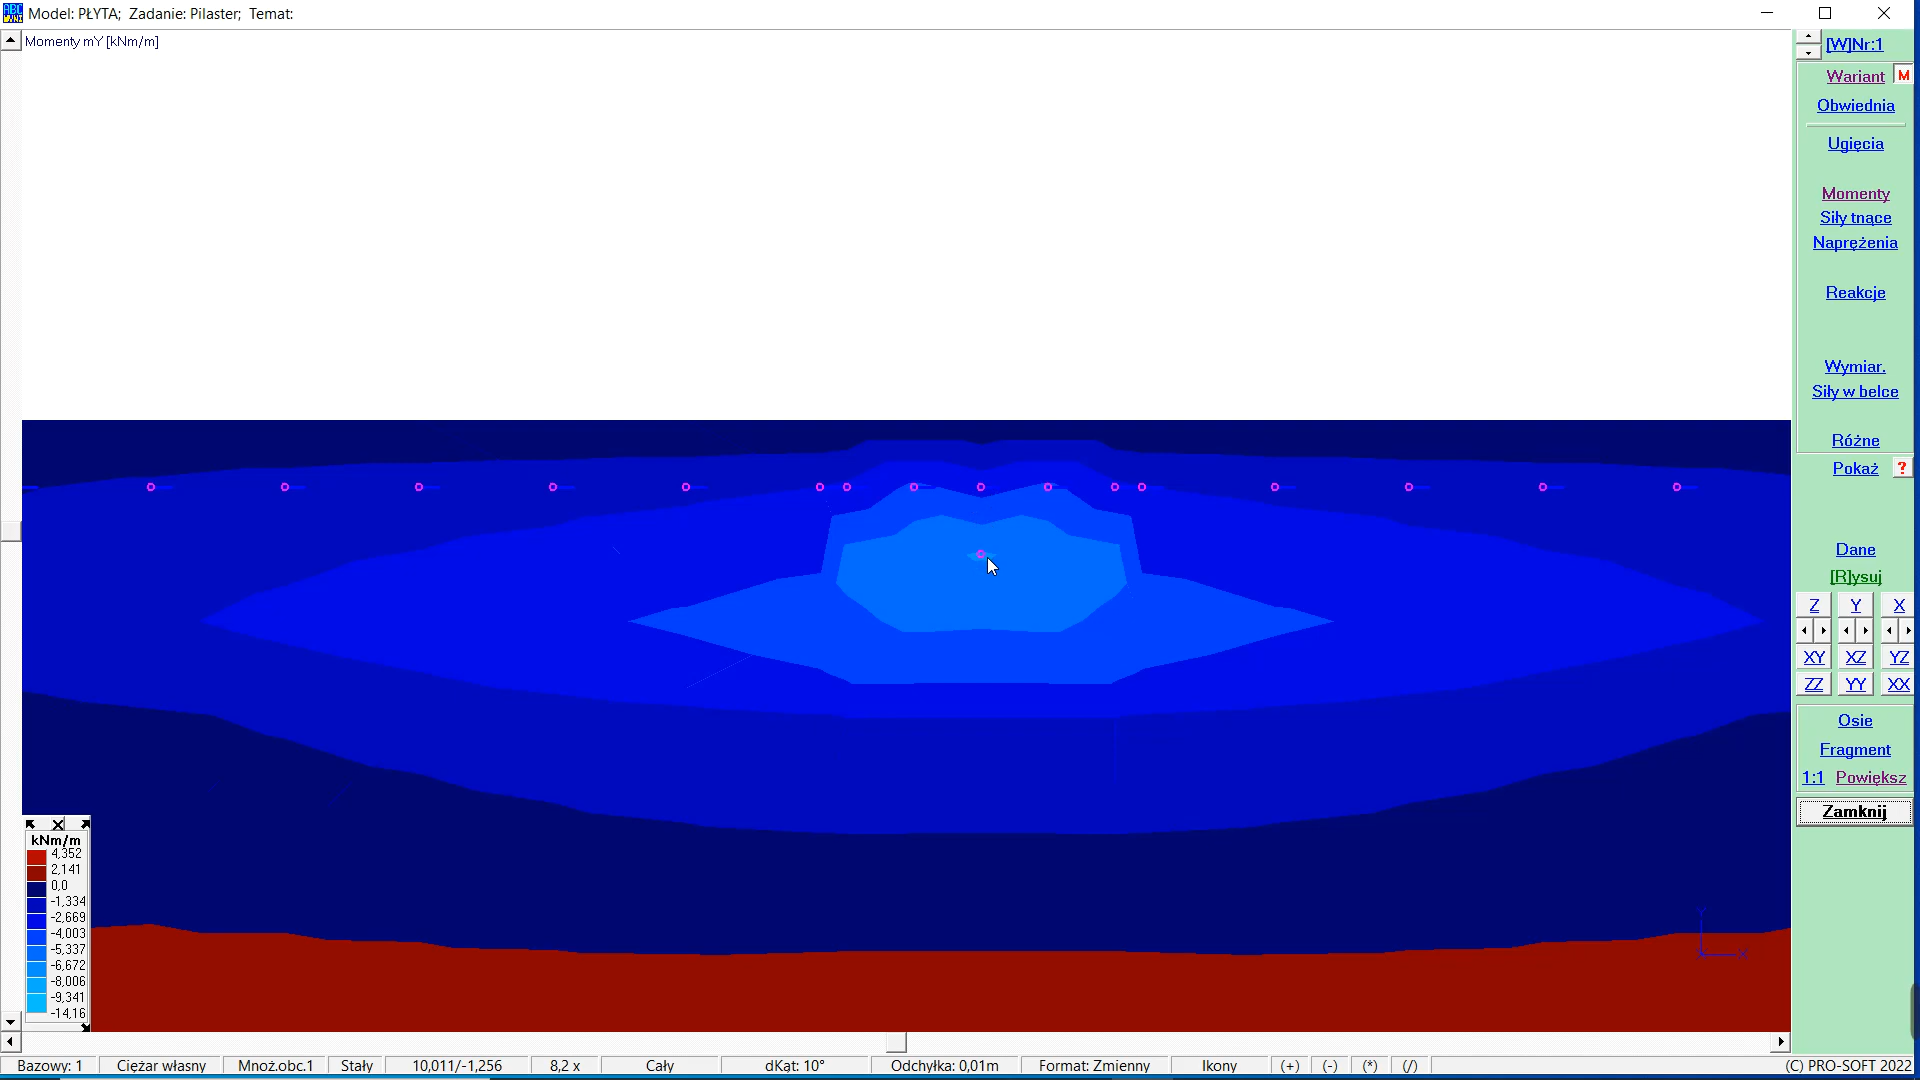 Model: PŁYTA; Zadanie: Pilaster; Temat:
Momenty mY [kNm/m]
[W]Nr:1
Wariant M
Obwiednia
Ugięcia
Momenty
Siły tnące
Naprężenia
Reakcje
Wymiar.
Siły w belce
Różne
Pokaż ?
Dane
[R]ysuj
Z Y X
XY XZ YZ
ZZ YY XX
Osie
Fragment
1:1 Powiększ
Zamknij
kNm/m
4,352
2,141
0,0
-1,334
-2,669
-4,003
-5,337
-6,672
-8,006
-9,341
-14,16
Bazowy: 1 Ciężar własny Mnoż.obc.1 Stały 10,011/-1,256 8,2 x Cały dKąt: 10° Odchyłka: 0,01m Format: Zmienny Ikony (+) (-) (*) (/) (C) PRO-SOFT 2022